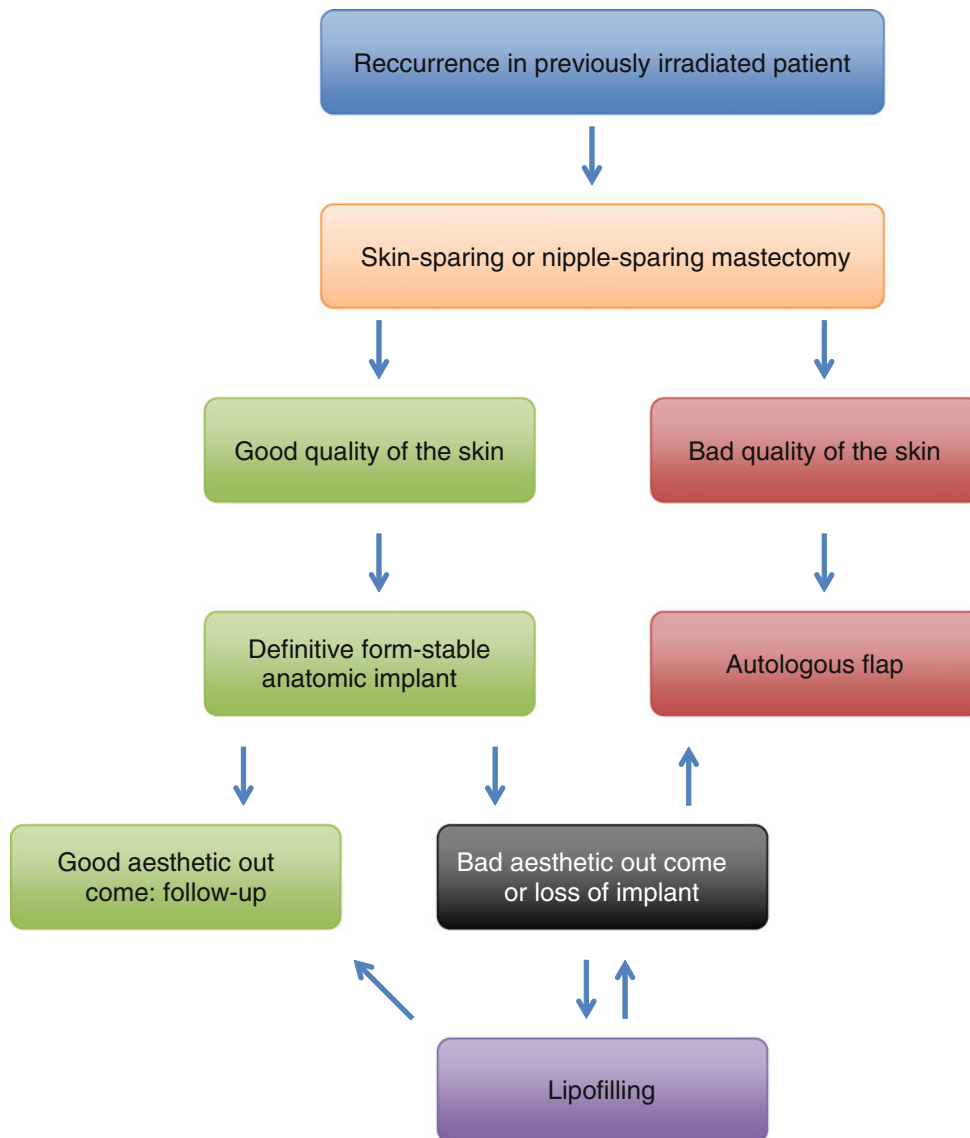 Reccurrence in previously irradiated patient
Skin-sparing or nipple-sparing mastectomy
Good quality of the skin
Bad quality of the skin
Definitive form-stable
anatomic implant
Autologous flap
Good aesthetic out
come: follow-up
Bad aesthetic out come
or loss of implant
Lipofilling